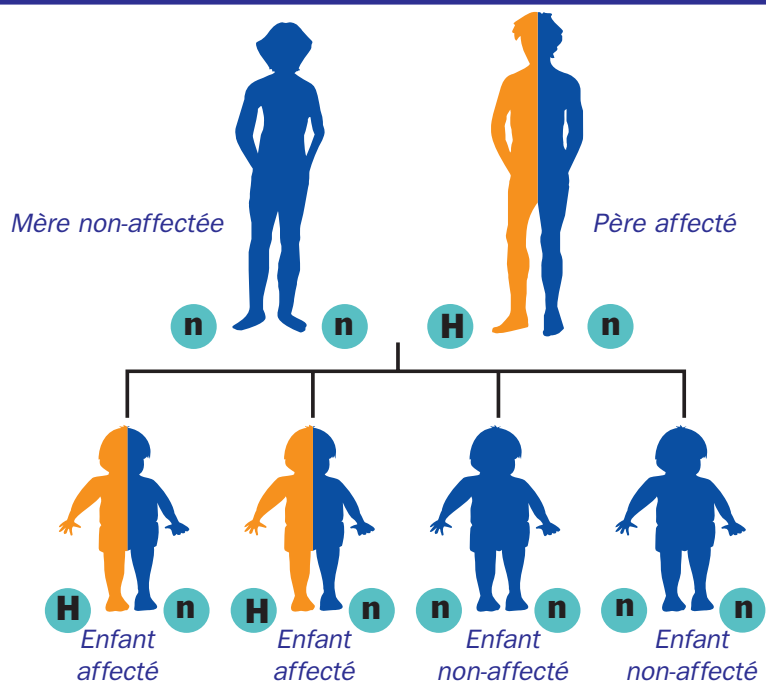 Mère non-affectée
Père affecté
n n H n
H n H n n n n n
Enfant affecté
Enfant affecté
Enfant non-affecté
Enfant non-affecté